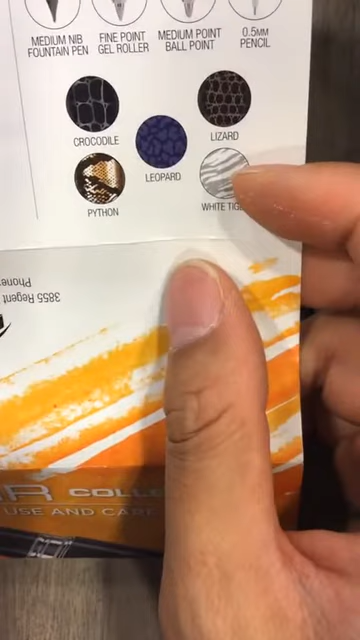 MEDIUM NIB
FOUNTAIN PEN
FINE POINT
GEL ROLLER
MEDIUM POINT
BALL POINT
0.5MM
PENCIL
CROCODILE
LIZARD
LEOPARD
PYTHON
WHITE
3855 Regent
Phone
USE AND CARE